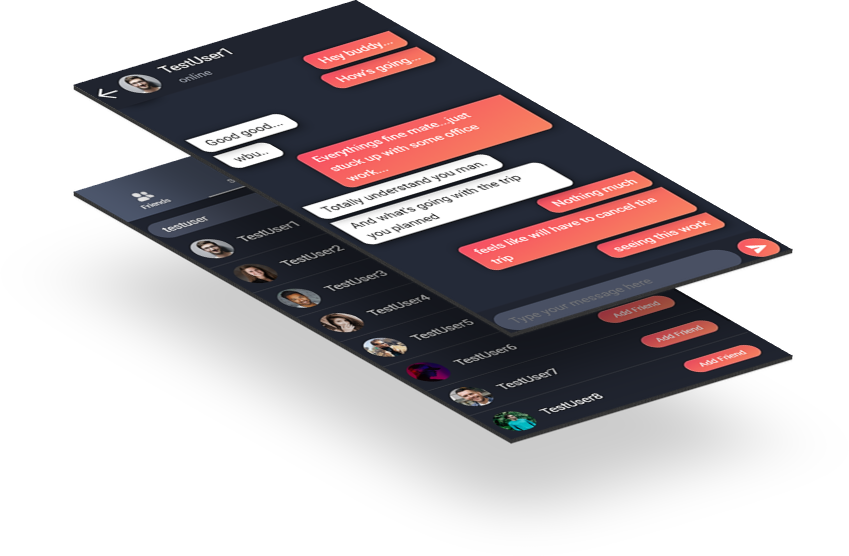 TestUser1
online
Hey buddy...
How's going...
Good good...
wbu..
Everythings fine mate...just
stuck up with some office
work...
Totally understand you man.
And what's going with the trip
you planned
Nothing much
feels like will have to cancel the
trip
seeing this work
Type your message here
Friends
S
testuser
TestUser1
TestUser2
TestUser3
TestUser4
TestUser5
TestUser6
Add Friend
TestUser7
Add Friend
TestUser8
Add Friend